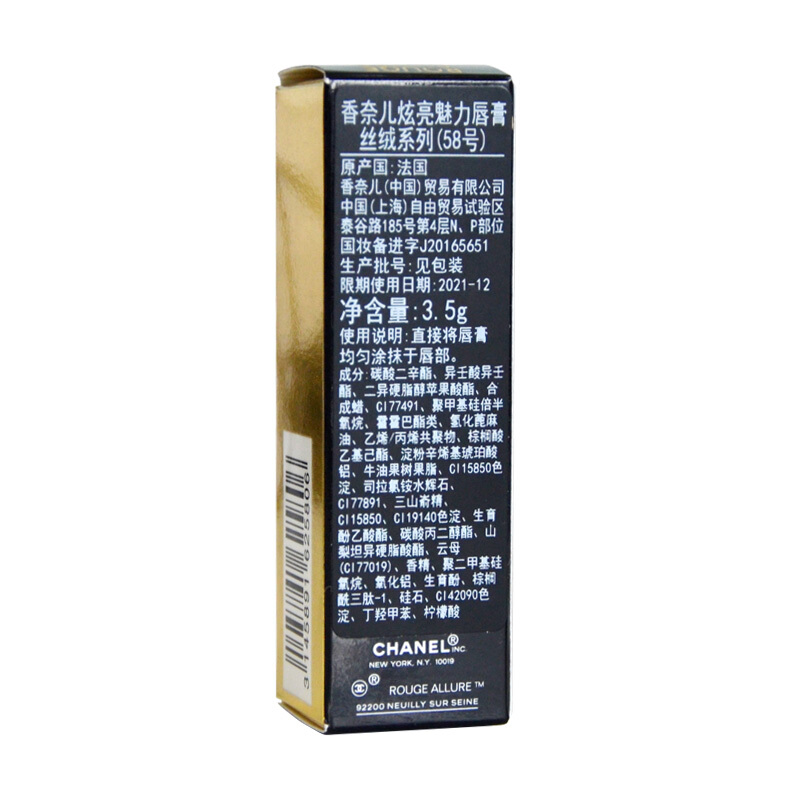 香奈儿炫亮魅力唇膏
丝绒系列(58号)
原产国:法国
香奈儿(中国)贸易有限公司
中国(上海)自由贸易试验区
泰谷路185号第4层N、P部位
国妆备进字J20165651
生产批号:见包装
限期使用日期:2021-12
净含量:3.5g
使用说明:直接将唇膏
均匀涂抹于唇部。
成分:碳酸二辛酯、异壬酸异壬
酯、二异硬脂醇苹果酸酯、合
成蜡、CI77491、聚甲基硅倍半
氧烷、霍霍巴酯类、氢化蓖麻
油、乙烯/丙烯共聚物、棕榈酸
乙基己酯、淀粉辛烯基琥珀酸
铝、牛油果树果脂、CI15850色
淀、司拉氯铵水辉石、
CI77891、三山嵛精、
CI15850、CI19140色淀、生育
酚乙酸酯、碳酸丙二醇酯、山
梨坦异硬脂酸酯、云母
(CI77019)、香精、聚二甲基硅
氧烷、氧化铝、生育酚、棕榈
酰三肽-1、硅石、CI42090色
淀、丁羟甲苯、柠檬酸
CHANEL® INC.
NEW YORK, N.Y. 10019
® ROUGE ALLURE™
92200 NEUILLY SUR SEINE
3 145891 625806